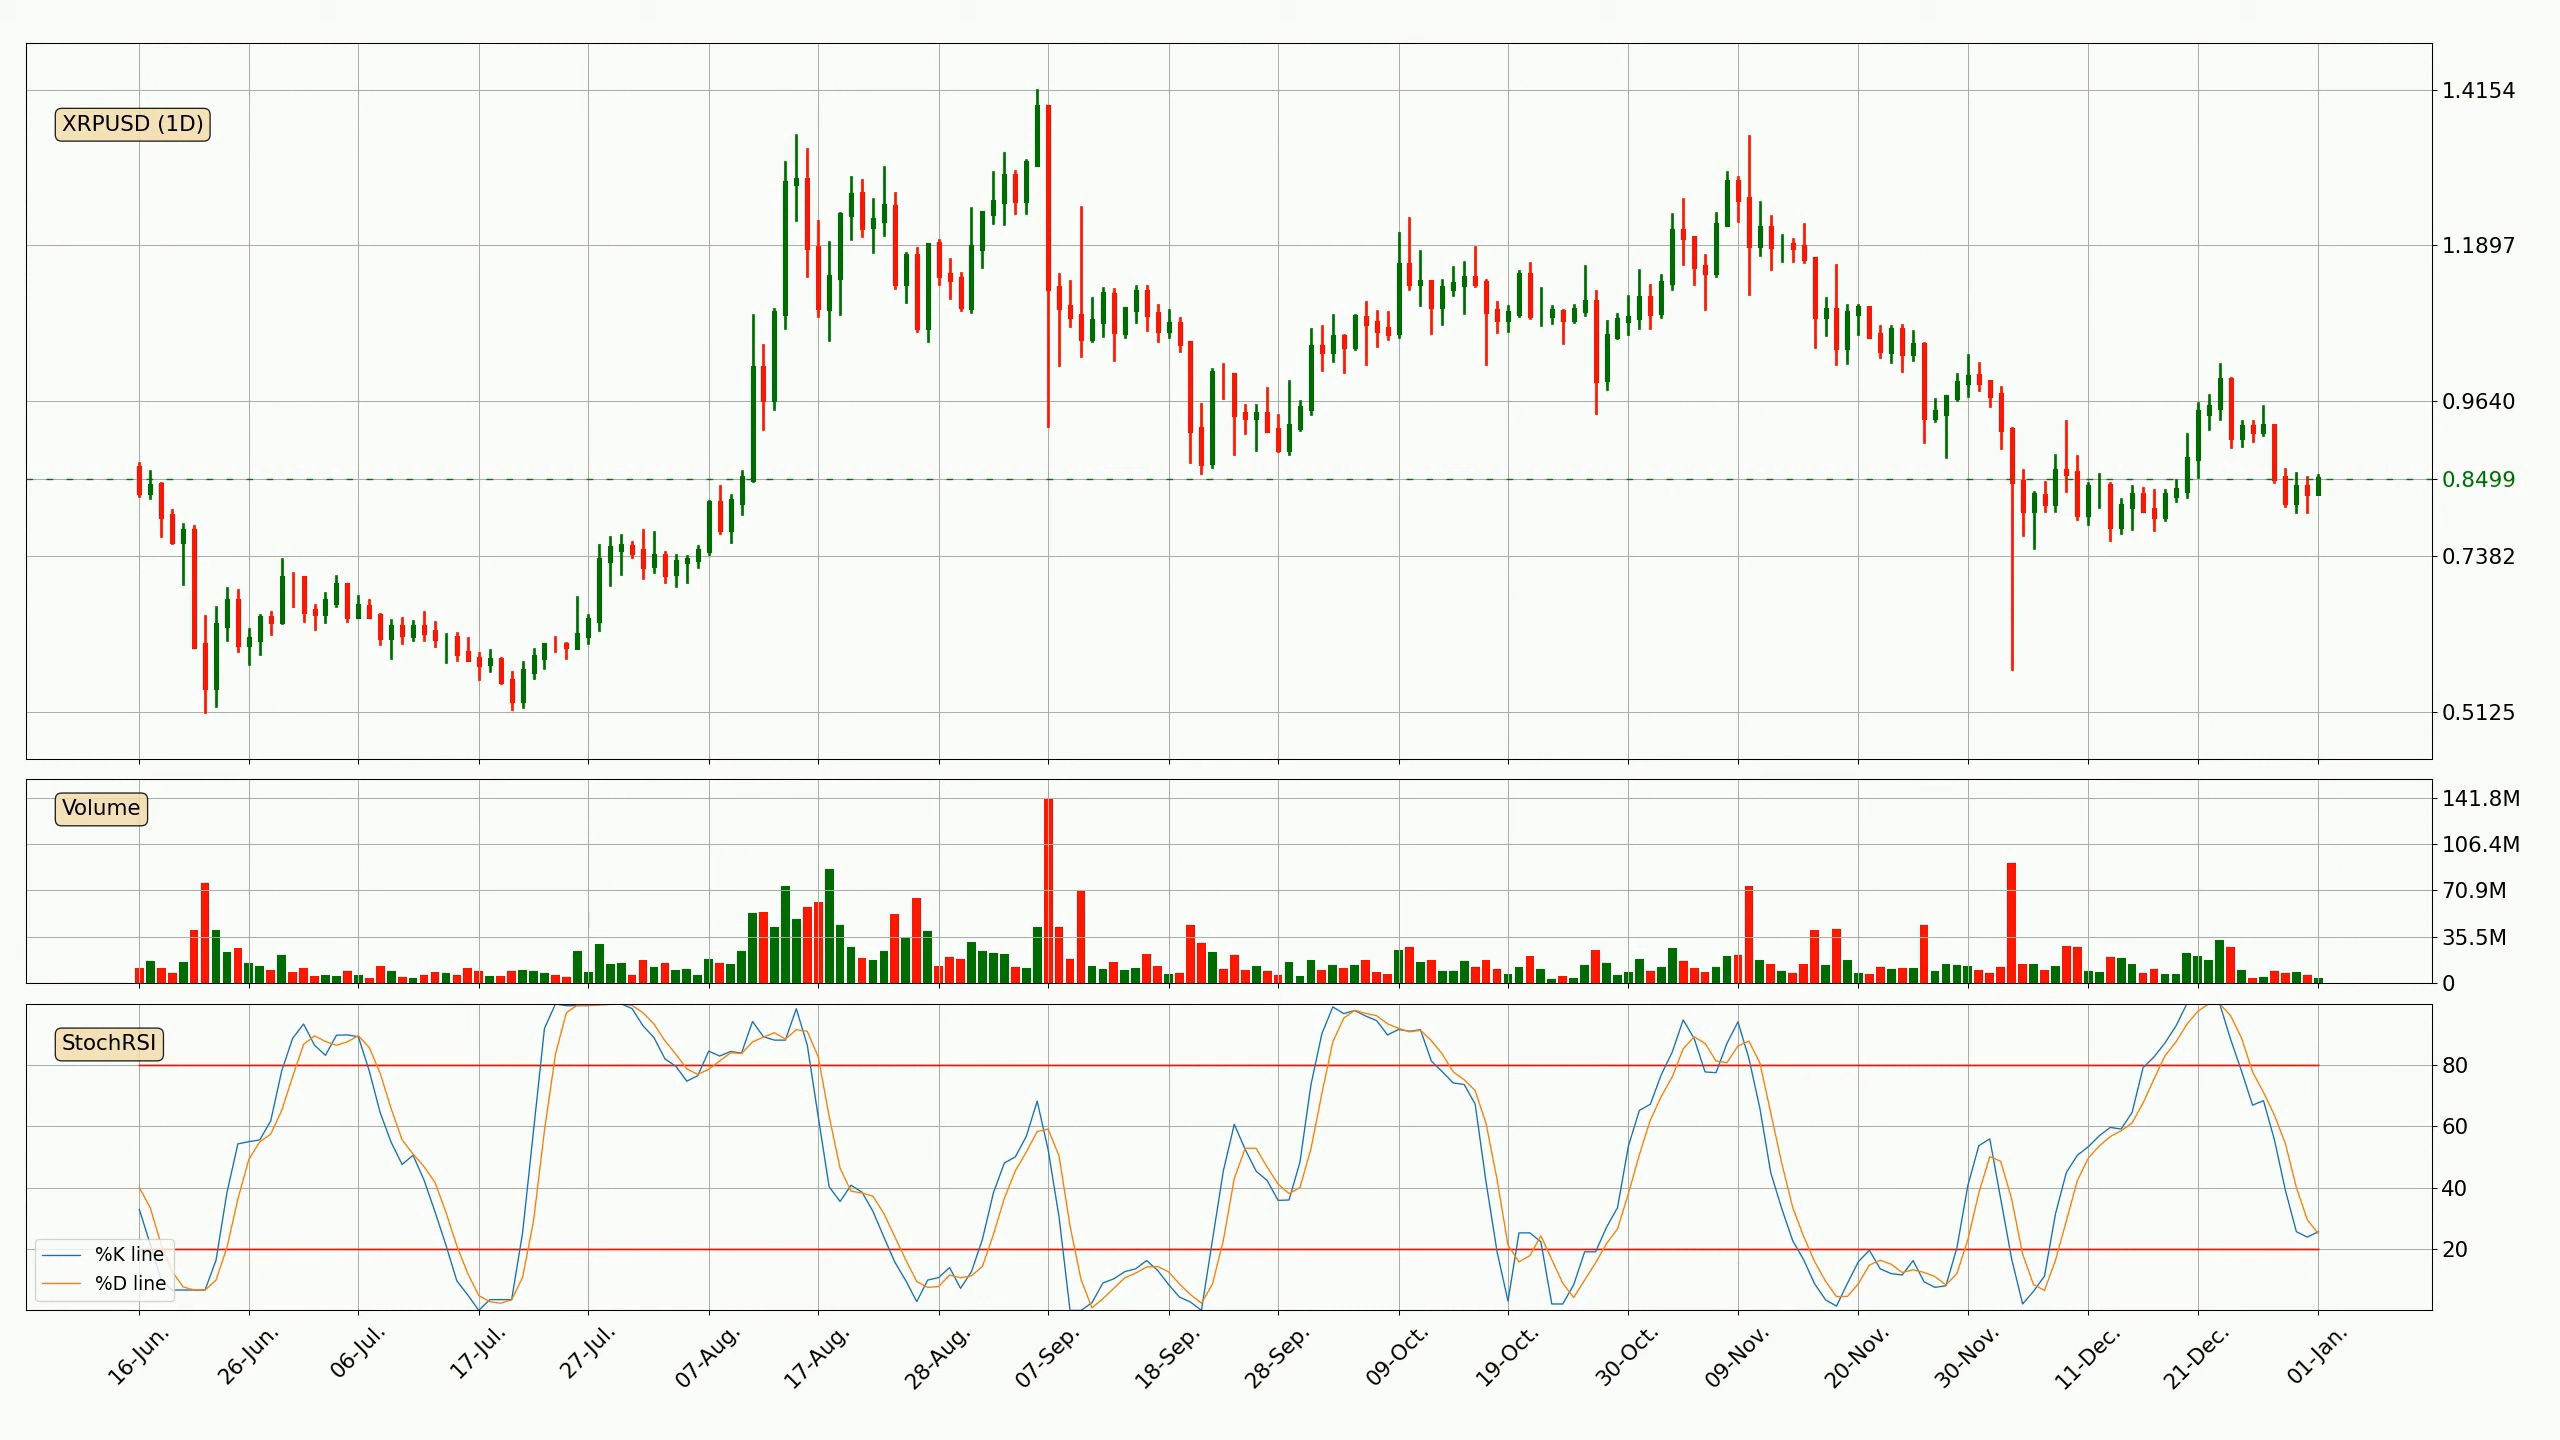 XRPUSD (1D)
1.4154
1.1897
0.9640
0.8499
0.7382
0.5125
Volume
141.8M
106.4M
70.9M
35.5M
0
StochRSI
80
60
40
20
%K line
%D line
16-Jun.
26-Jun.
06-Jul.
17-Jul.
27-Jul.
07-Aug.
17-Aug.
28-Aug.
07-Sep.
18-Sep.
28-Sep.
09-Oct.
19-Oct.
30-Oct.
09-Nov.
20-Nov.
30-Nov.
11-Dec.
21-Dec.
01-Jan.